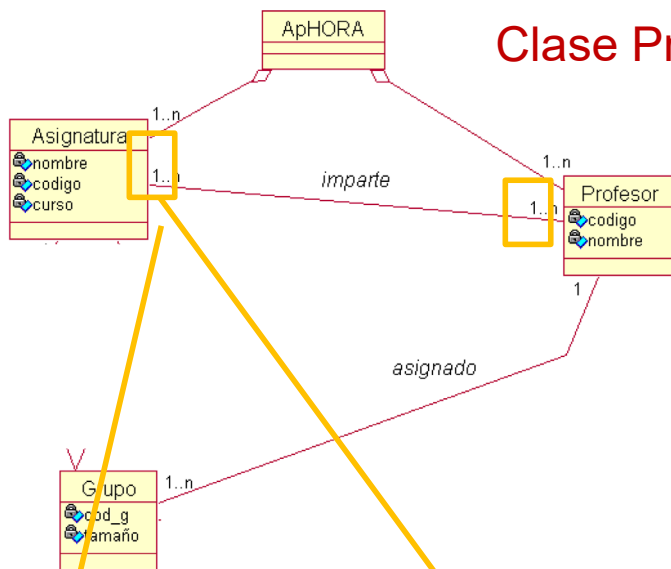 ApHORA
Clase Pr
1..n
Asignatura
nombre
codigo
curso
1..n
imparte
1..n
1..n
Profesor
codigo
nombre
1
asignado
1..n
Grupo
cod_g
tamaño